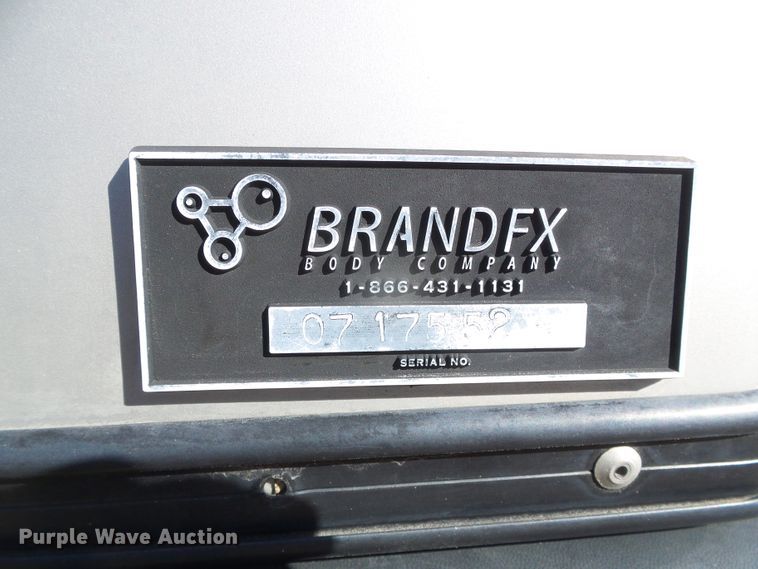 BRANDFX
BODY COMPANY
1-866-431-1131
07 17552
SERIAL NO.
Purple Wave Auction